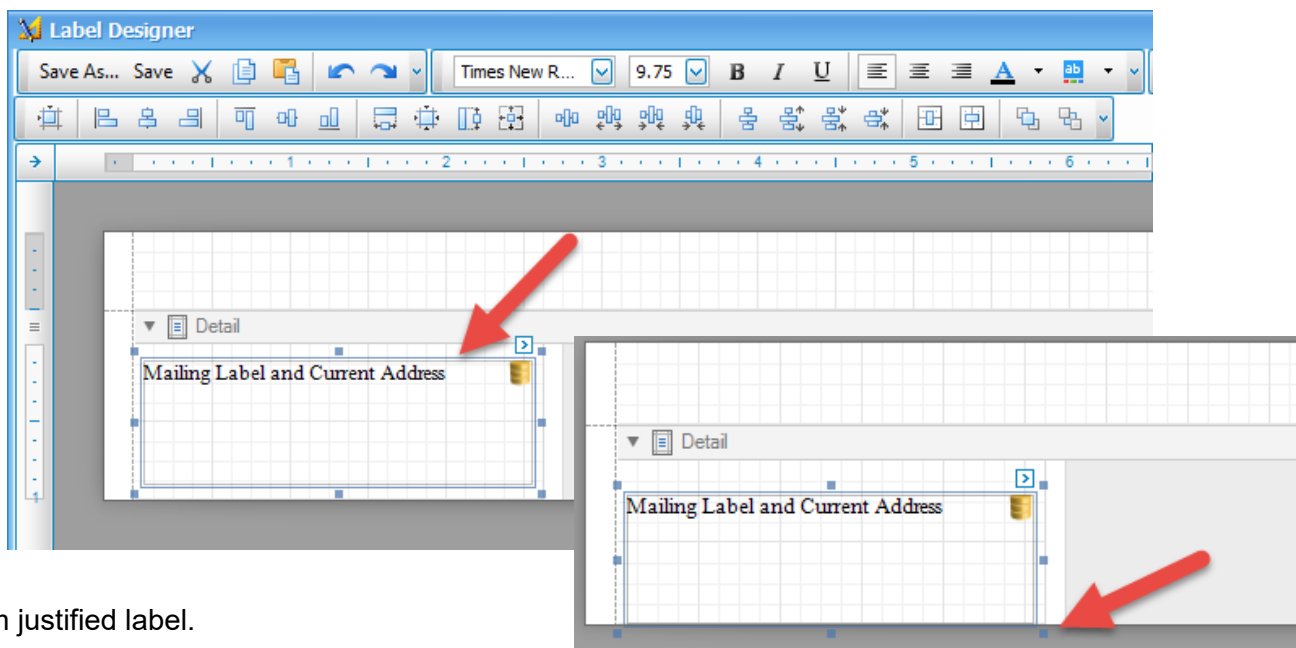 Label Designer
Save As... Save Times New R... 9.75 B I U A ab
1 2 3 4 5 6
Detail
Mailing Label and Current Address
1
Detail
Mailing Label and Current Address
justified label.